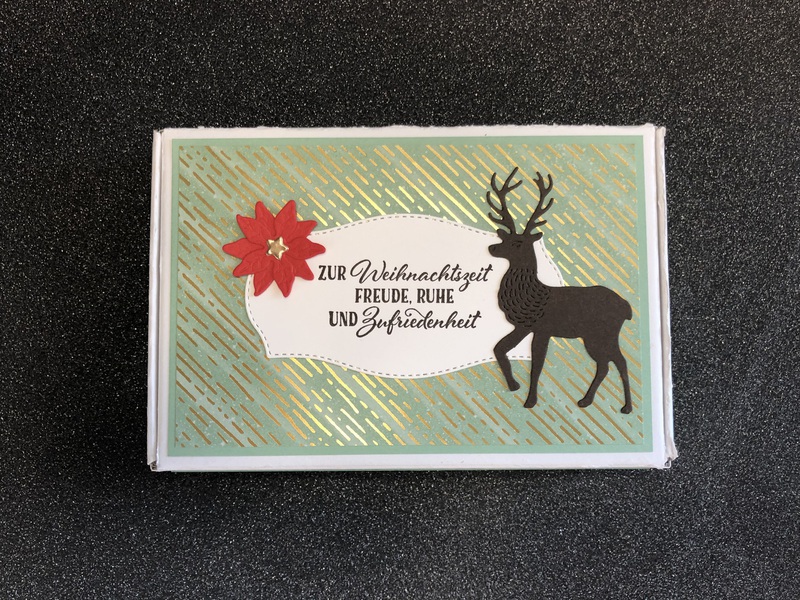 ZUR Weihnachtszeit
FREUDE, RUHE
UND Zufriedenheit